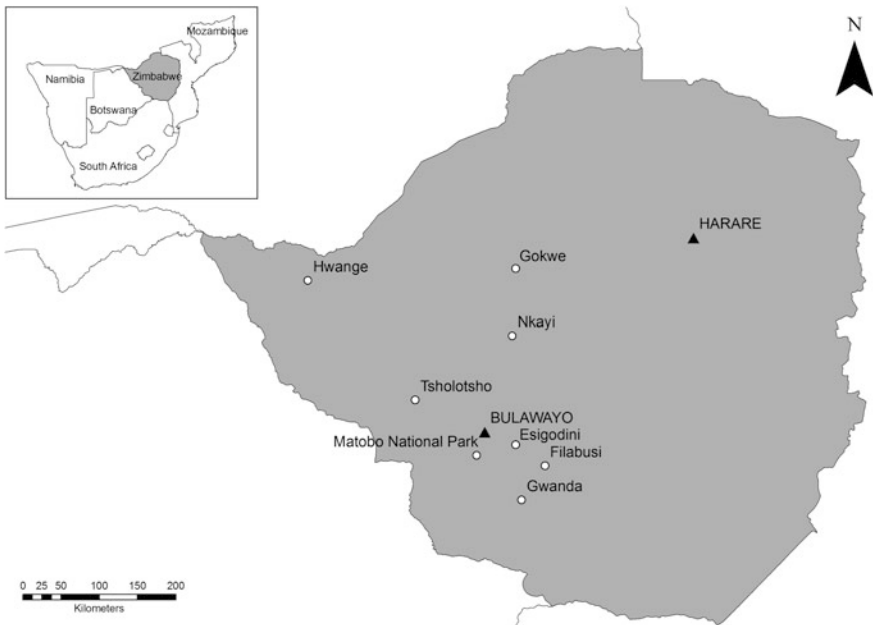 Mozambique
Zimbabwe
Namibia
Botswana
South Africa
N
HARARE
Gokwe
Hwange
Nkayi
Tsholotsho
BULAWAYO
Esigodini
Matobo National Park
Filabusi
Gwanda
0 25 50 100 150 200
Kilometers